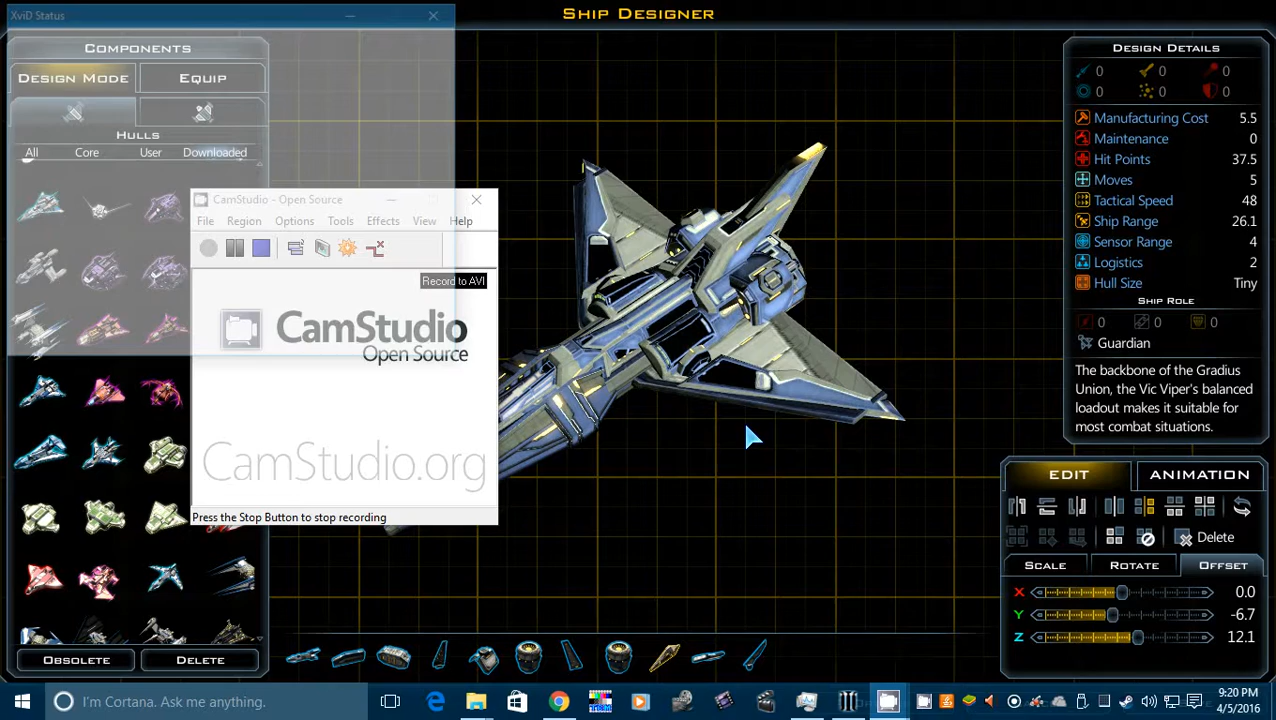 XviD Status
SHIP DESIGNER
COMPONENTS
DESIGN MODE
EQUIP
HULLS
All
Core
User
Downloaded
CamStudio - Open Source
File
Region
Options
Tools
Effects
View
Help
Record to AVI
CamStudio
Open Source
CamStudio.org
Press the Stop Button to stop recording
OBSOLETE
DELETE
DESIGN DETAILS
0 0 0
0 0 0
Manufacturing Cost 5.5
Maintenance 0
Hit Points 37.5
Moves 5
Tactical Speed 48
Ship Range 26.1
Sensor Range 4
Logistics 2
Hull Size Tiny
SHIP ROLE
0 0 0
Guardian
The backbone of the Gradius
Union, the Vic Viper's balanced
loadout makes it suitable for
most combat situations.
EDIT
ANIMATION
Delete
SCALE
ROTATE
OFFSET
X 0.0
Y -6.7
Z 12.1
I'm Cortana. Ask me anything.
9:20 PM
4/5/2016